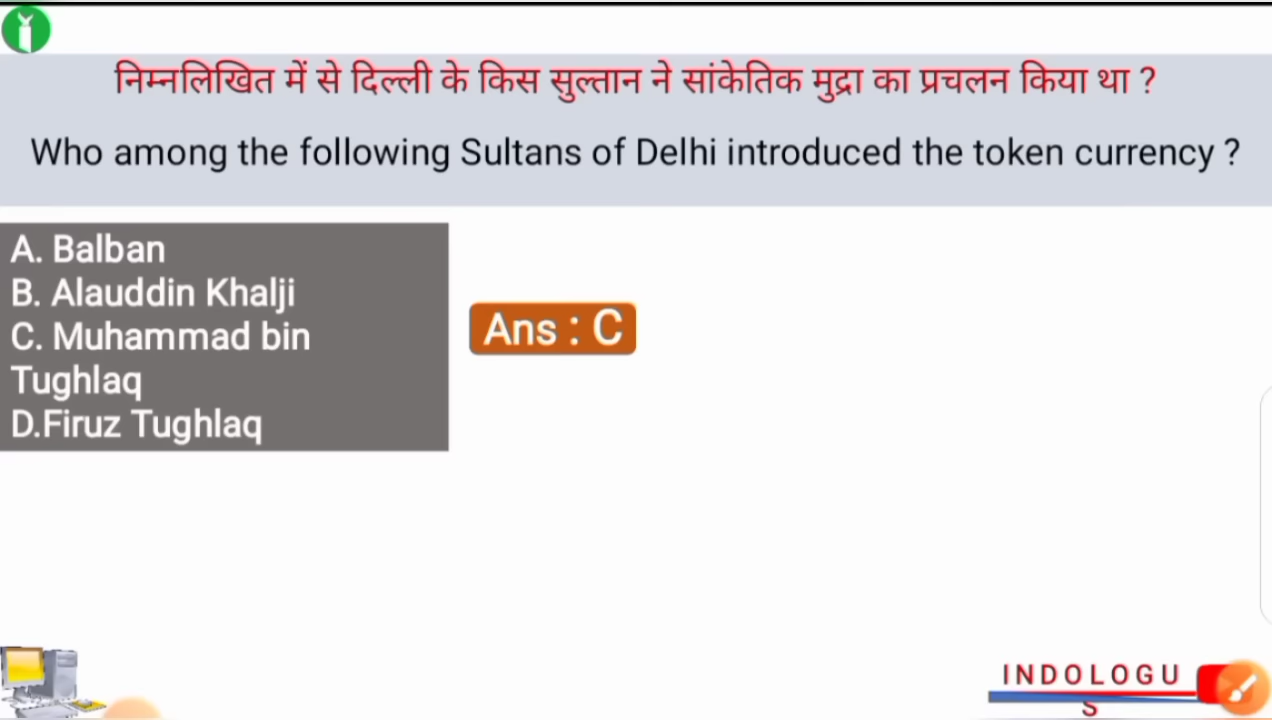 निम्नलिखित में से दिल्ली के किस सुल्तान ने सांकेतिक मुद्रा का प्रचलन किया था ?
Who among the following Sultans of Delhi introduced the token currency ?
A. Balban
B. Alauddin Khalji
C. Muhammad bin
Tughlaq
D.Firuz Tughlaq
Ans : C
INDOLOGU
S